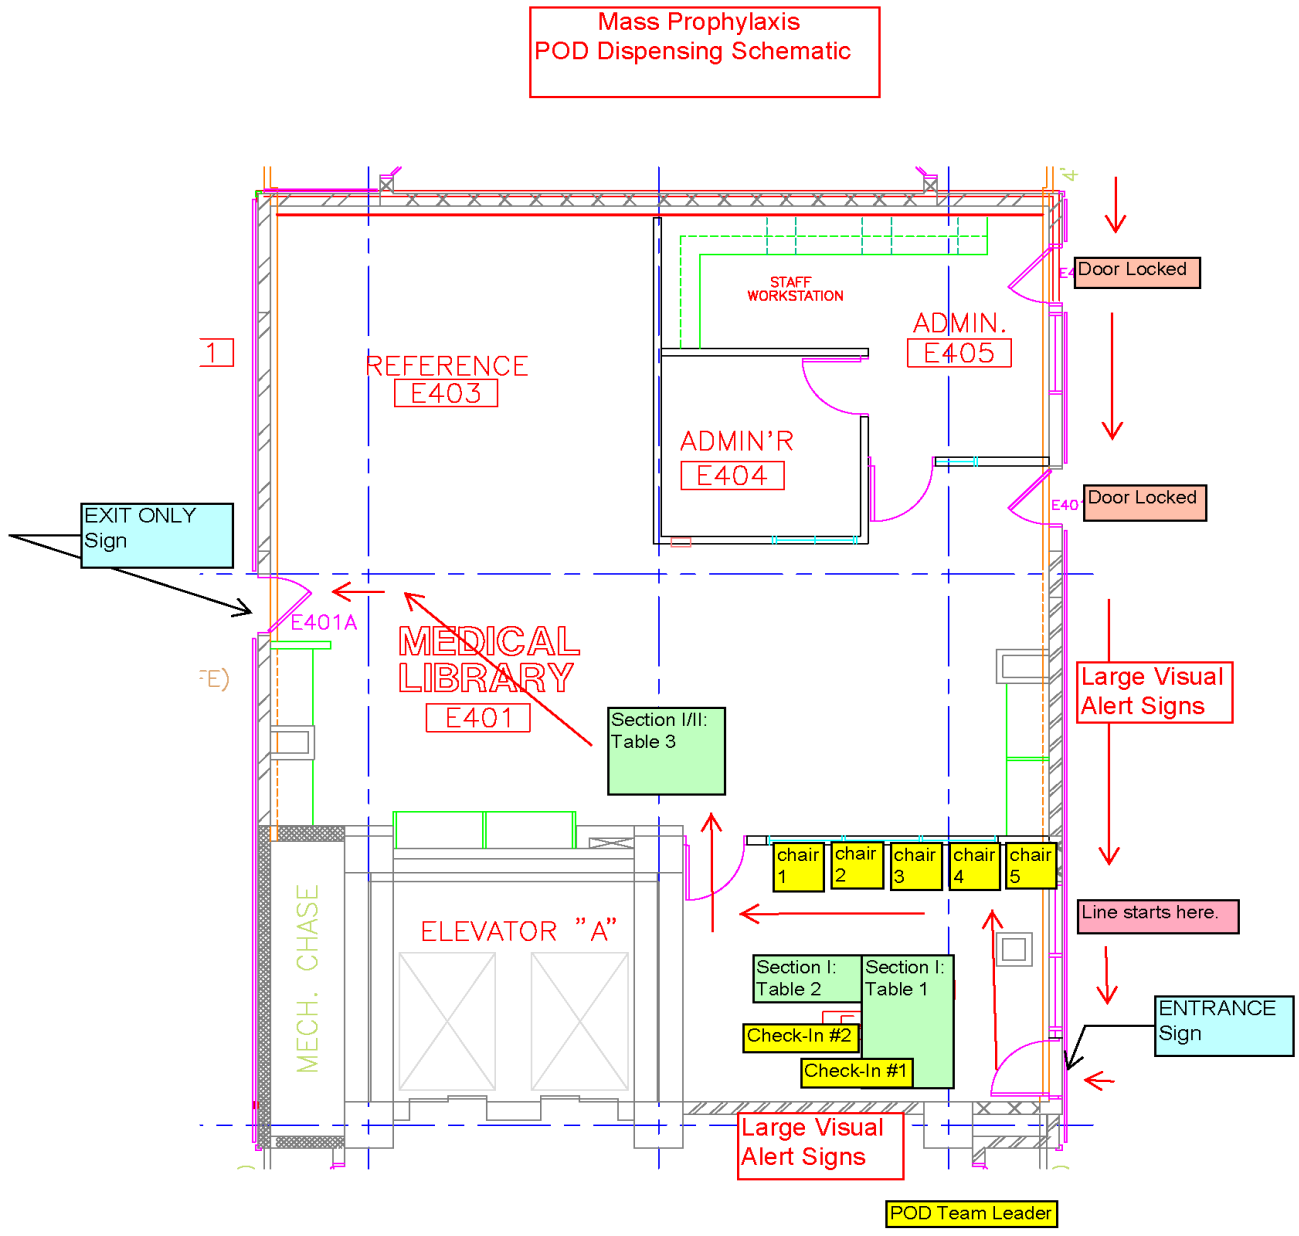 Mass Prophylaxis
POD Dispensing Schematic
4'
Door Locked
STAFF
WORKSTATION
ADMIN.
E405
1
REFERENCE
E403
ADMIN'R
E404
Door Locked
EXIT ONLY
Sign
E401A
MEDICAL
LIBRARY
E401
Large Visual
Alert Signs
Section I/II:
Table 3
chair
1
chair
2
chair
3
chair
4
chair
5
Line starts here.
MECH. CHASE
ELEVATOR "A"
Section I:
Table 2
Section I:
Table 1
ENTRANCE
Sign
Check-In #2
Check-In #1
Large Visual
Alert Signs
POD Team Leader